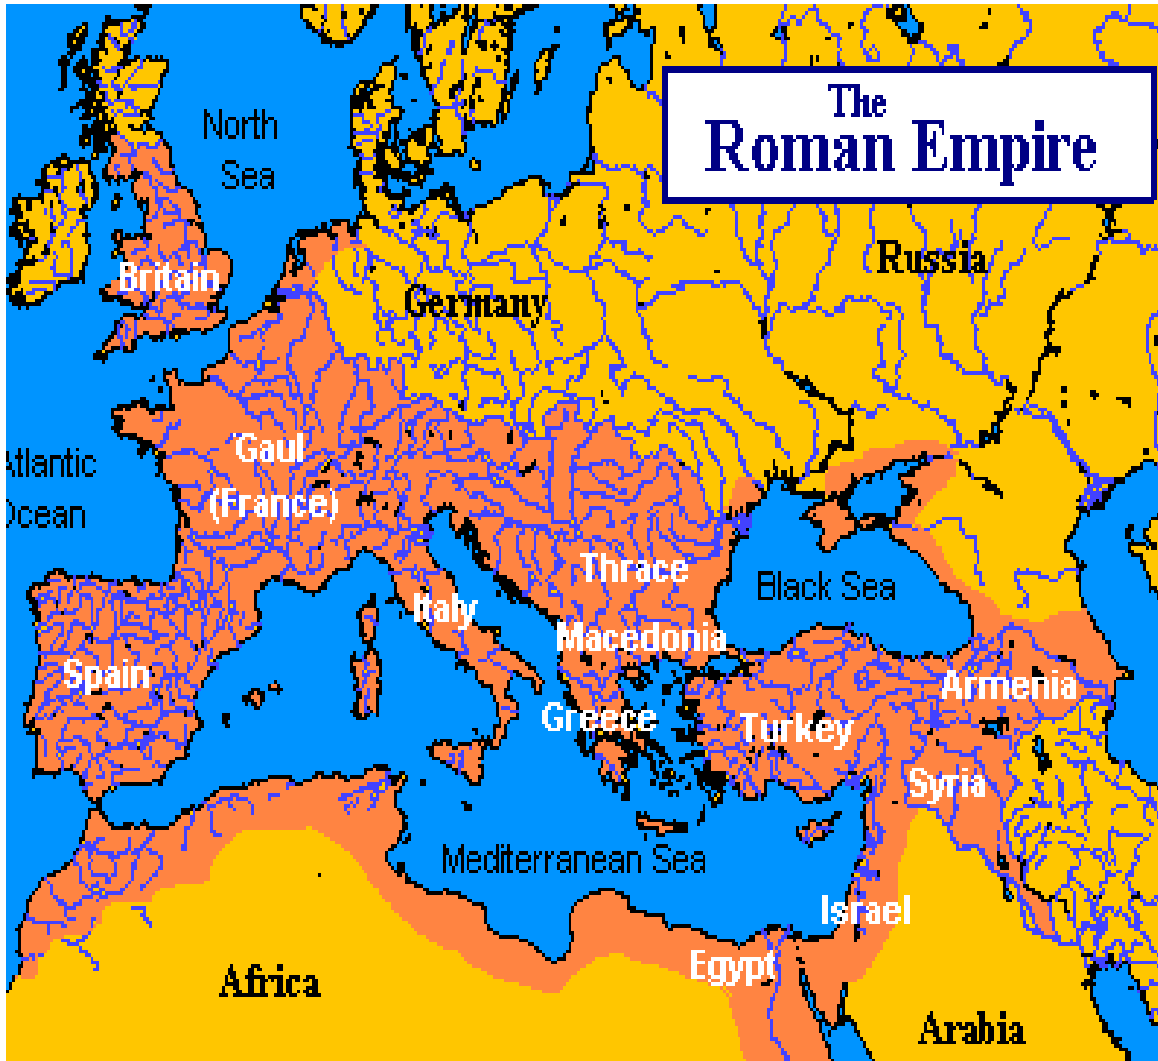 The
Roman Empire
North
Sea
Russia
Britain
Germany
Gaul
(France)
Atlantic
Ocean
Thrace
Black Sea
Italy
Macedonia
Spain
Armenia
Greece
Turkey
Syria
Mediterranean Sea
Israel
Egypt
Africa
Arabia